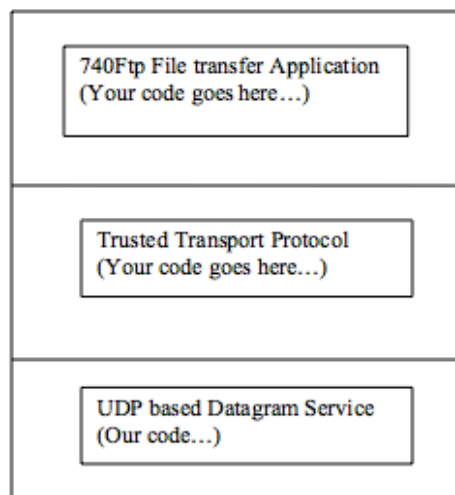 740Ftp File transfer Application
(Your code goes here…)
Trusted Transport Protocol
(Your code goes here…)
UDP based Datagram Service
(Our code…)